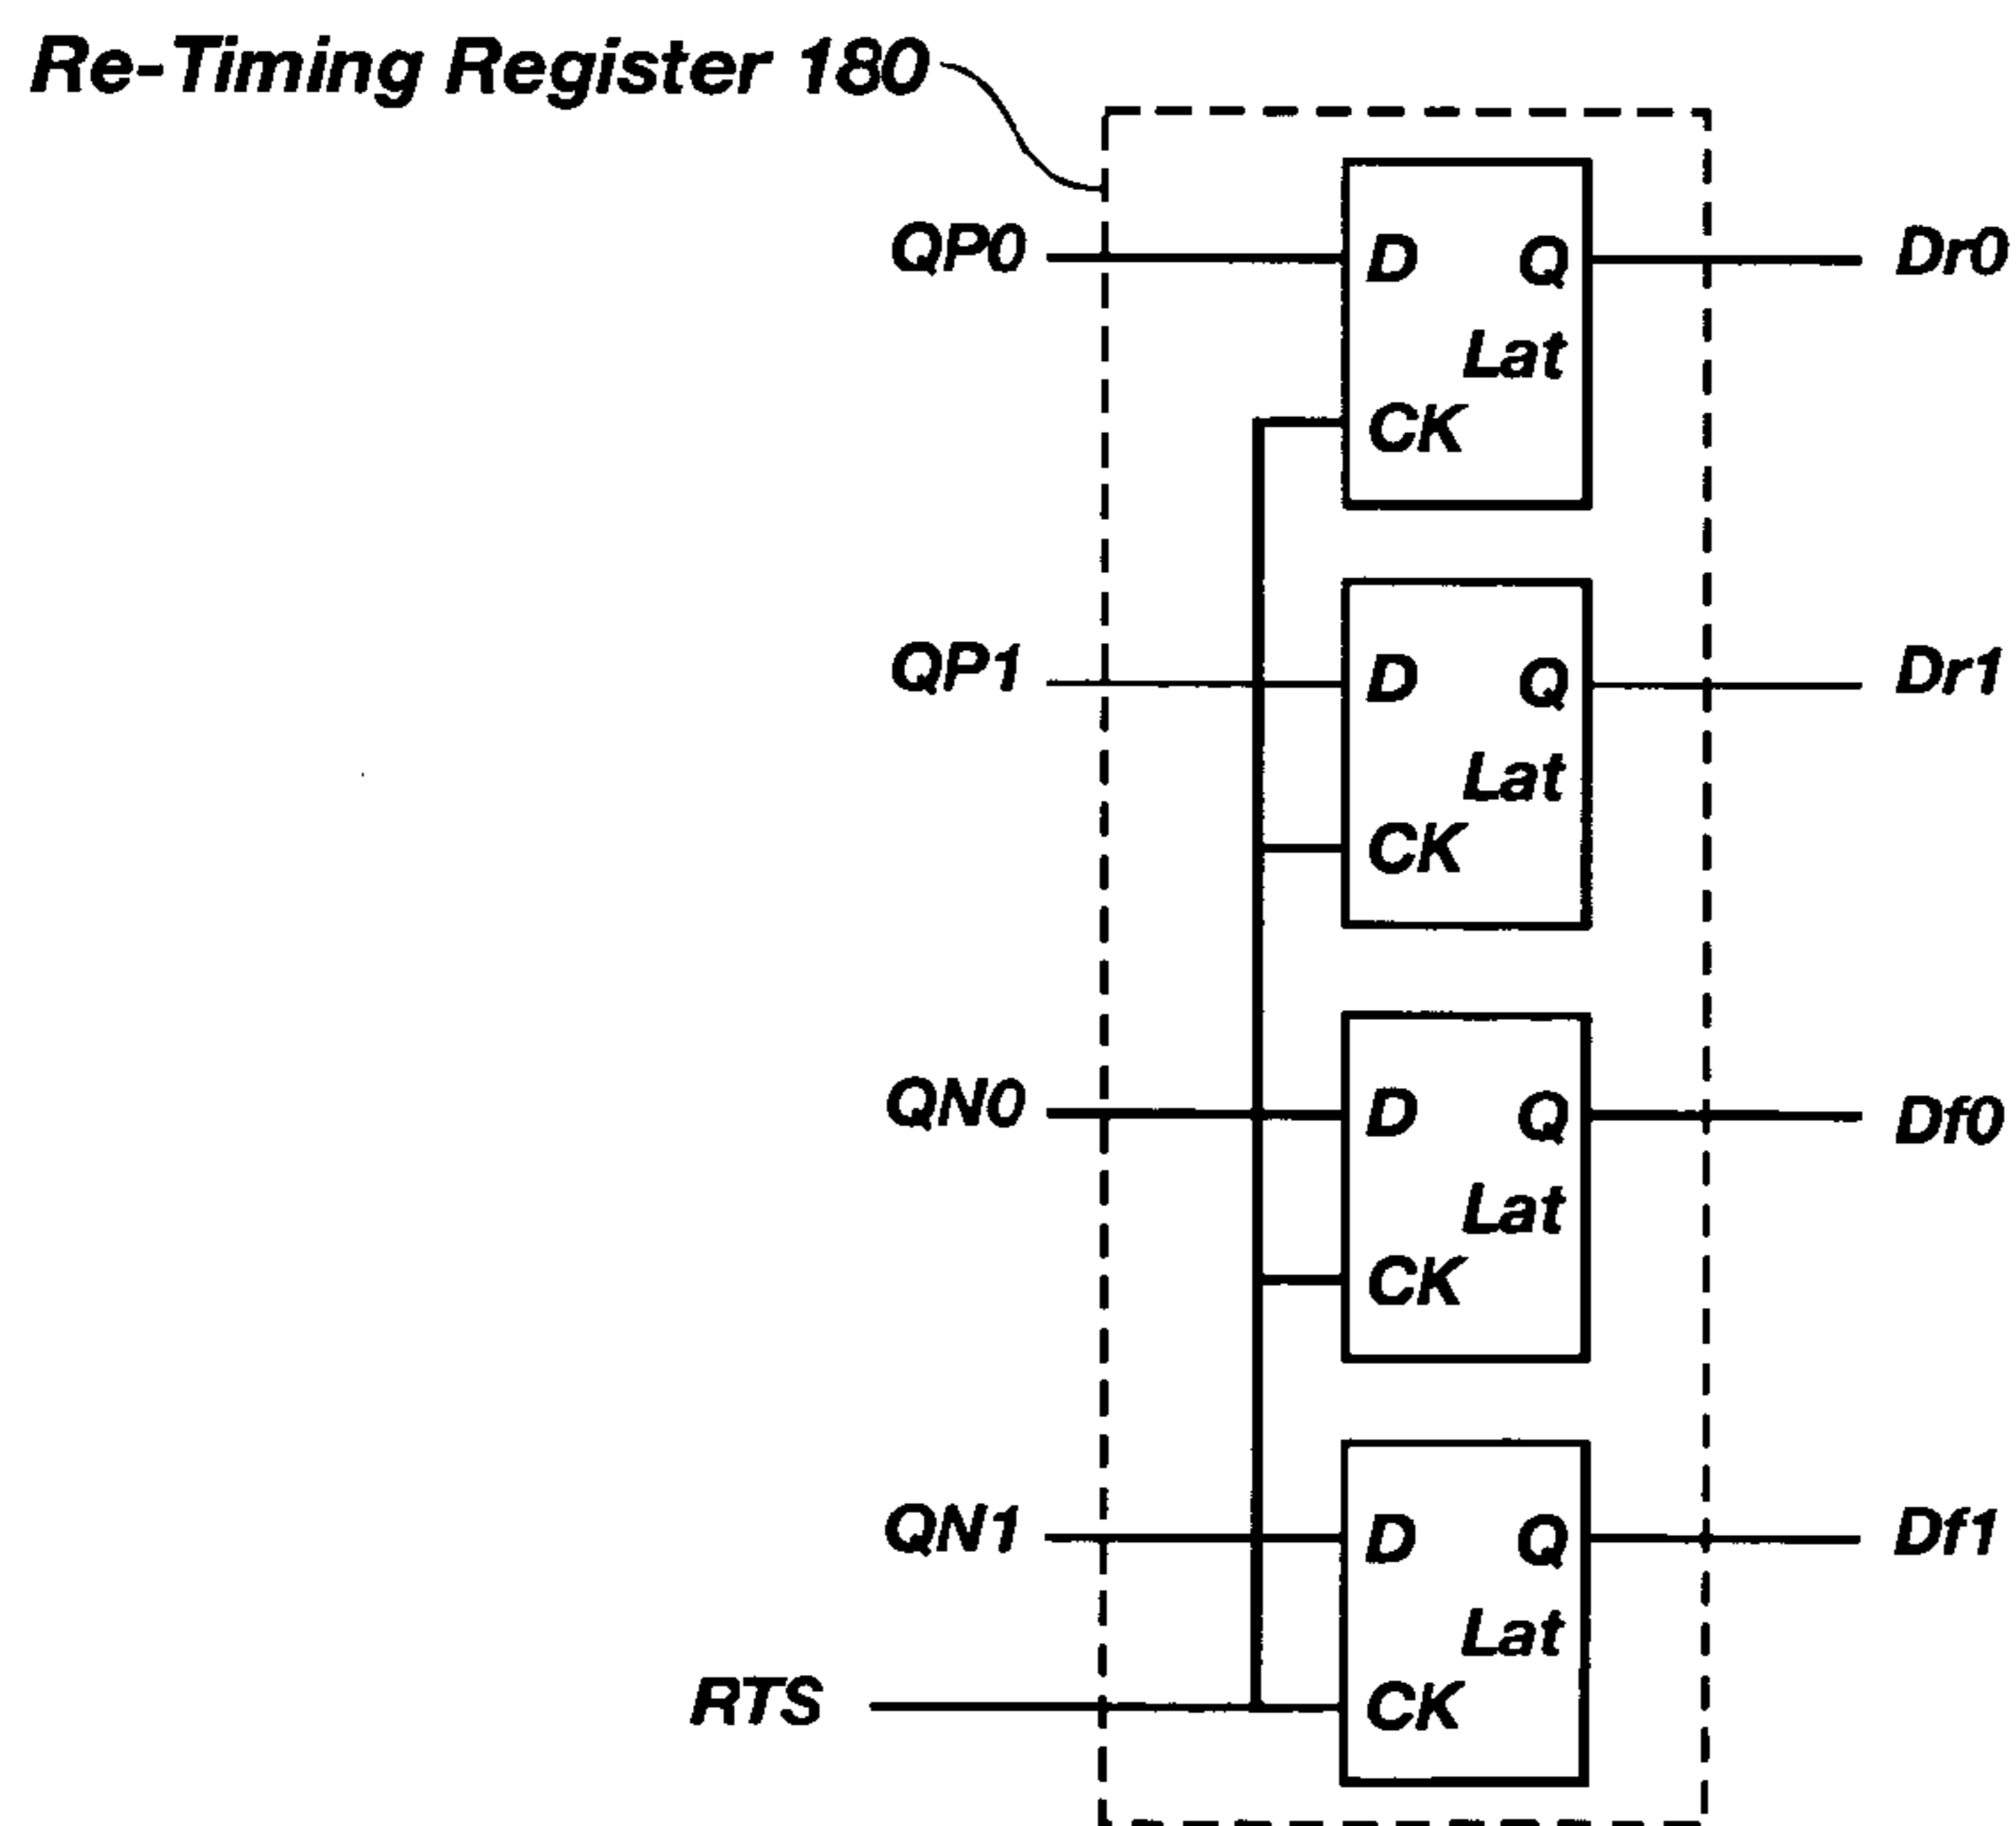 Re-Timing Register 180
QP0
D Q
Dr0
Lat
CK
QP1
D Q
Dr1
Lat
CK
QN0
D Q
Df0
Lat
CK
QN1
D Q
Df1
Lat
RTS
CK